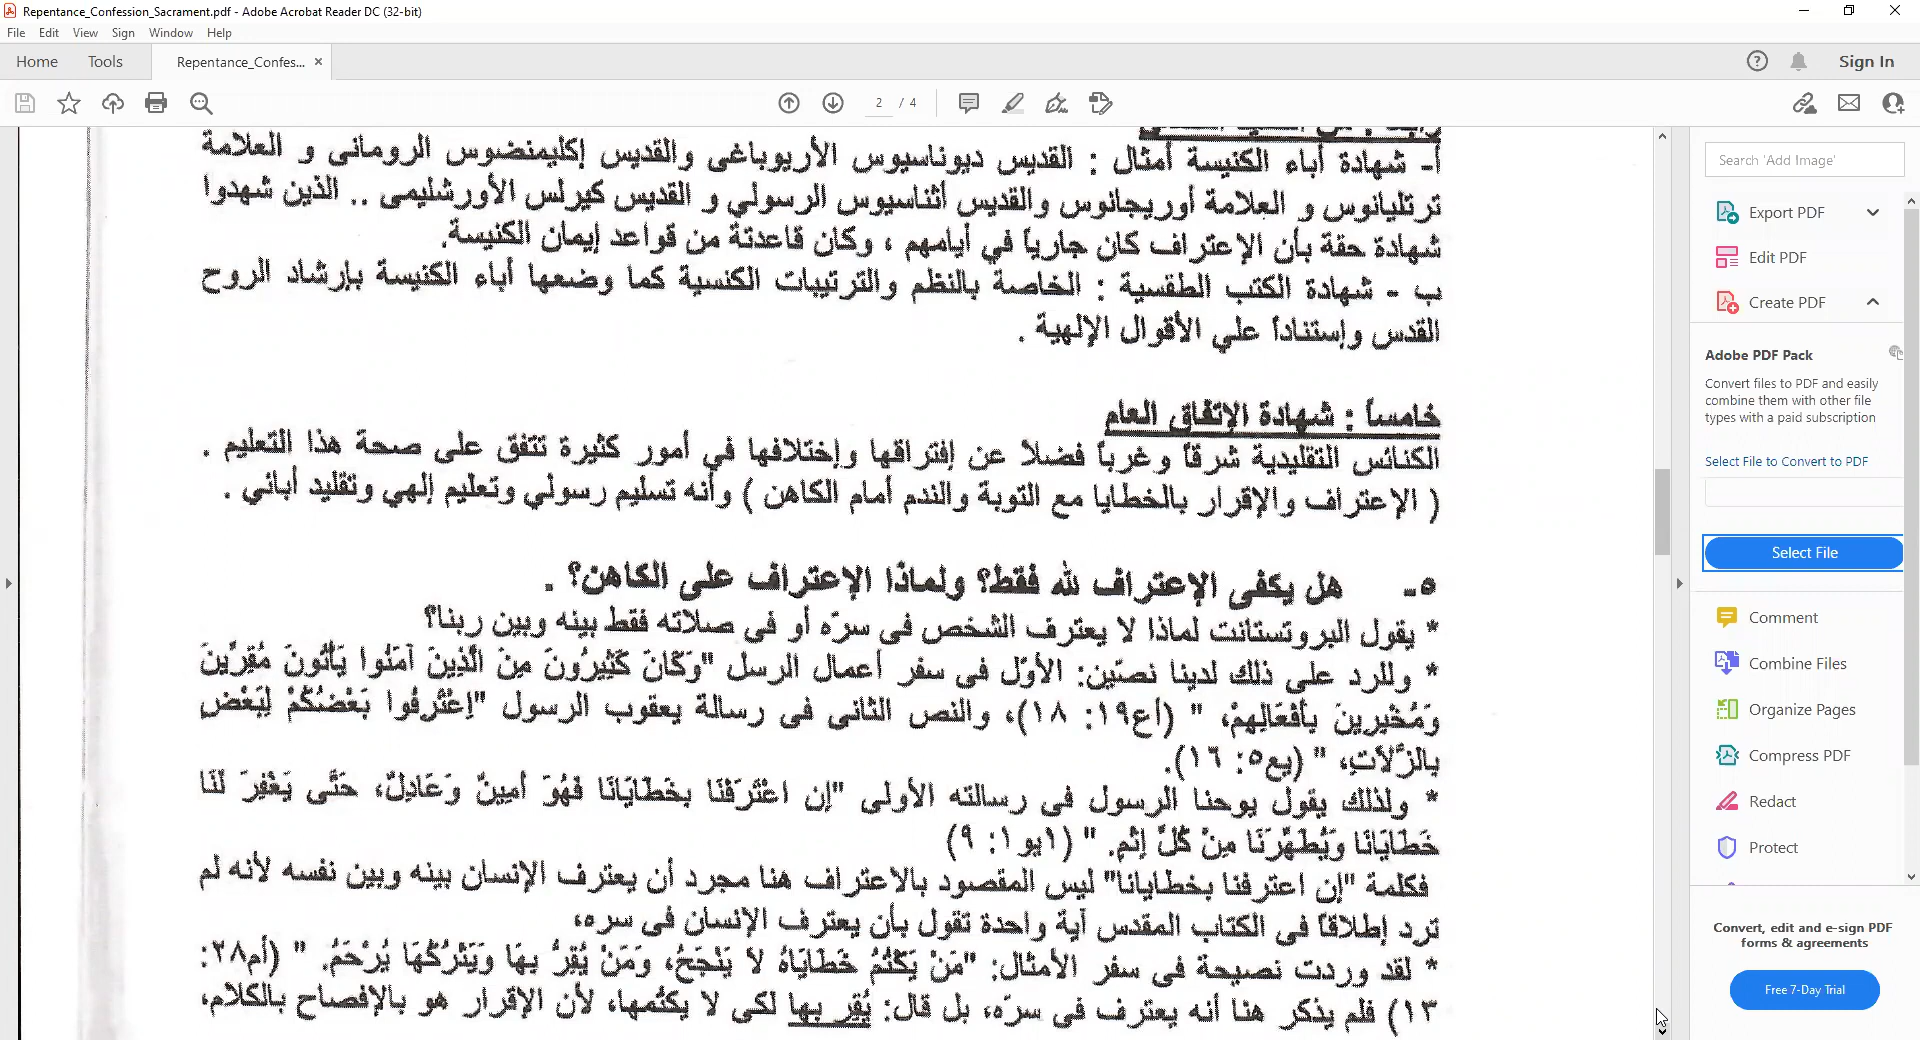 Repentance_Confession_Sacrament.pdf - Adobe Acrobat Reader DC (32-bit)
File Edit View Sign Window Help
Home Tools Repentance_Confes... × Sign In
2 / 4
أ- شهادة أباء الكنيسة أمثال : القديس ديوناسيوس الأريوباغى والقديس إكليمنضوس الرومانى و العلامة
ترتليانوس و العلامة أوريجانوس والقديس أثناسيوس الرسولي و القديس كيرلس الأورشليمى .. الذين شهدوا
شهادة حقة بأن الإعتراف كان جارياً في أيامهم ، وكان قاعدتة من قواعد إيمان الكنيسة.
ب - شهادة الكتب الطقسية : الخاصة بالنظم والترتيبات الكنسية كما وضعها أباء الكنيسة بإرشاد الروح
القدس وإستناداً علي الأقوال الإلهية .
خامساً : شهادة الإتفاق العام
الكنائس التقليدية شرقاً وغرباً فضلا عن إفتراقها وإختلافها في أمور كثيرة تتفق على صحة هذا التعليم .
( الإعتراف والإقرار بالخطايا مع التوبة والندم أمام الكاهن ) وأنه تسليم رسولي وتعليم إلهي وتقليد أبائي .
٥- هل يكفى الإعتراف لله فقط؟ ولماذا الإعتراف على الكاهن؟ .
* يقول البروتستانت لماذا لا يعترف الشخص فى سرّه أو فى صلاته فقط بينه وبين ربنا؟
* وللرد على ذلك لدينا نصّين: الأوّل فى سفر أعمال الرسل "وَكَانَ كَثِيرُونَ مِنَ الَّذِينَ آمَنُوا يَأْتُونَ مُقِرِّينَ
وَمُخْبِرِينَ بِأَفْعَالِهِمْ، " (أع١٩: ١٨)، والنص الثانى فى رسالة يعقوب الرسول "اِعْتَرِفُوا بَعْضُكُمْ لِبَعْضٍ
بِالزَّلاَتِ، " (يع٥: ١٦).
* ولذلك يقول يوحنا الرسول فى رسالته الأولى "إِن اعْتَرَفْنَا بِخَطَايَانَا فَهُوَ أَمِينٌ وَعَادِلٌ، حَتَّى يَغْفِرَ لَنَا
خَطَايَانَا وَيُطَهِّرَنَا مِنْ كُلِّ إِثْمٍ. " (١يو١: ٩)
فكلمة "إن اعترفنا بخطايانا" ليس المقصود بالاعتراف هنا مجرد أن يعترف الإنسان بينه وبين نفسه لأنه لم
ترد إطلاقاً فى الكتاب المقدس آية واحدة تقول بأن يعترف الإنسان فى سره،
* لقد وردت نصيحة فى سفر الأمثال: "مَنْ يَكْتُمُ خَطَايَاهُ لاَ يَنْجَحُ، وَمَنْ يُقِرُّ بِهَا وَيَتْرُكُهَا يُرْحَمُ. " (أم٢٨:
١٣) فلم يذكر هنا أنه يعترف فى سرّه، بل قال: يُقِر بها لكى لا يكتمها، لأن الإقرار هو بالإفصاح بالكلام،
Search 'Add Image'
Export PDF
Edit PDF
Create PDF
Adobe PDF Pack
Convert files to PDF and easily
combine them with other file
types with a paid subscription
Select File to Convert to PDF
Select File
Comment
Combine Files
Organize Pages
Compress PDF
Redact
Protect
Convert, edit and e-sign PDF
forms & agreements
Free 7-Day Trial